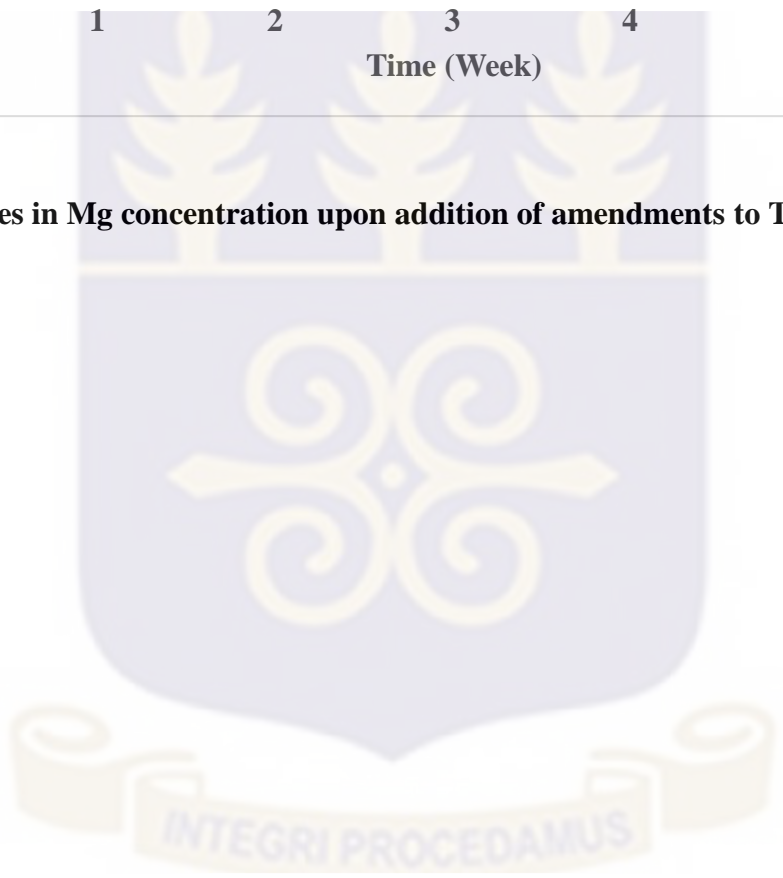 1 2 3 4
Time (Week)
es in Mg concentration upon addition of amendments to T
INTEGRI PROCEDAMUS